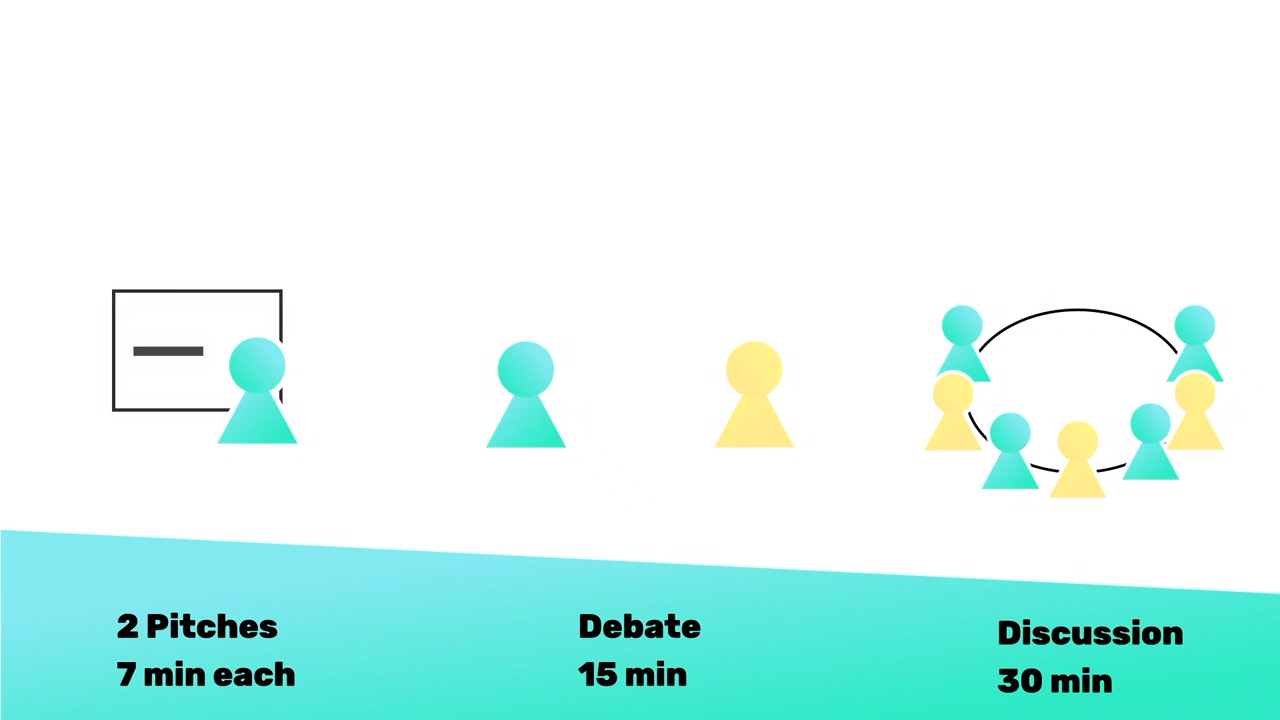 2 Pitches
7 min each
Debate
15 min
Discussion
30 min